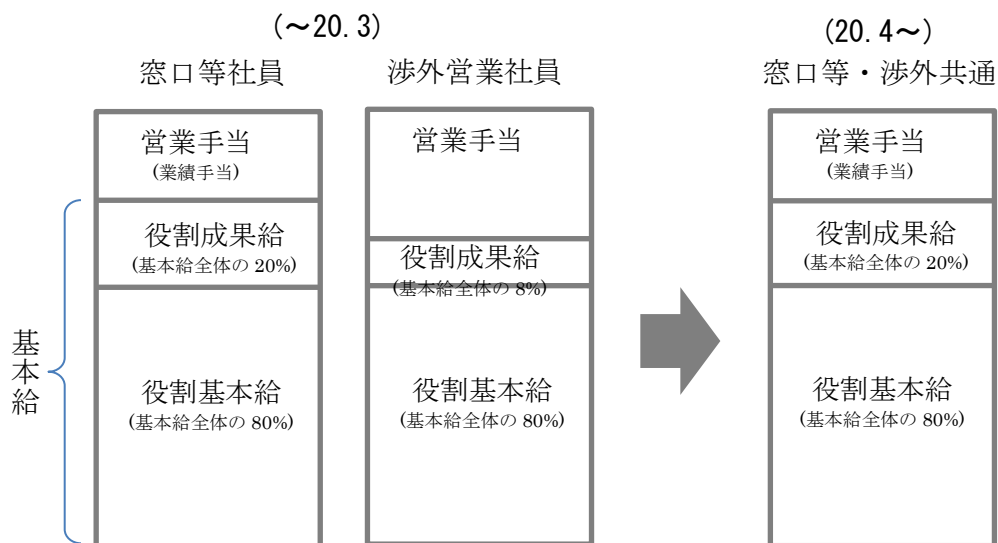 (～20.3)
(20.4～)
窓口等社員
渉外営業社員
窓口等・渉外共通
営業手当
(業績手当)
役割成果給
(基本給全体の 20%)
役割基本給
(基本給全体の 80%)
基本給
営業手当
役割成果給
(基本給全体の 8%)
役割基本給
(基本給全体の 80%)
営業手当
(業績手当)
役割成果給
(基本給全体の 20%)
役割基本給
(基本給全体の 80%)